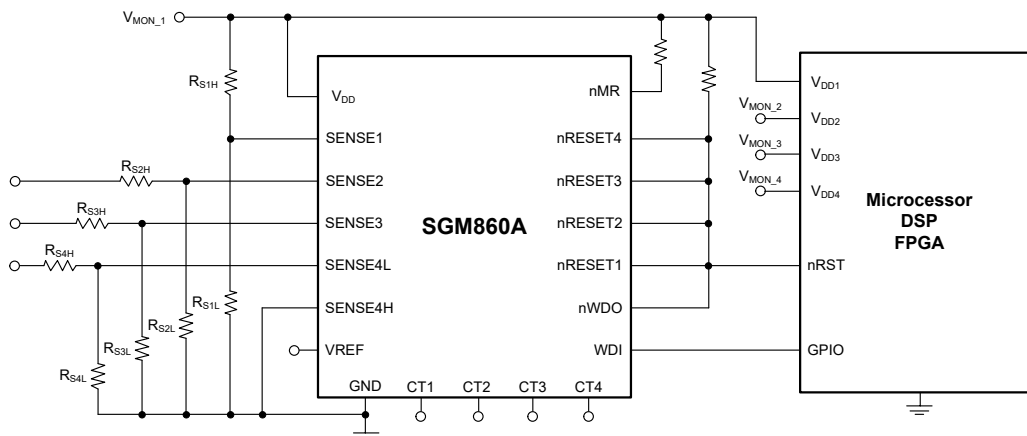 VMON_1
RS1H
VDD
SENSE1
RS2H
SENSE2
RS3H
SENSE3
RS4H
SENSE4L
RS1L
SENSE4H
RS2L
RS3L
VREF
RS4L
GND
CT1 CT2 CT3 CT4
SGM860A
nMR
nRESET4
nRESET3
nRESET2
nRESET1
nWDO
WDI
VDD1
VMON_2
VDD2
VMON_3
VDD3
VMON_4
VDD4
Microcessor
DSP
FPGA
nRST
GPIO